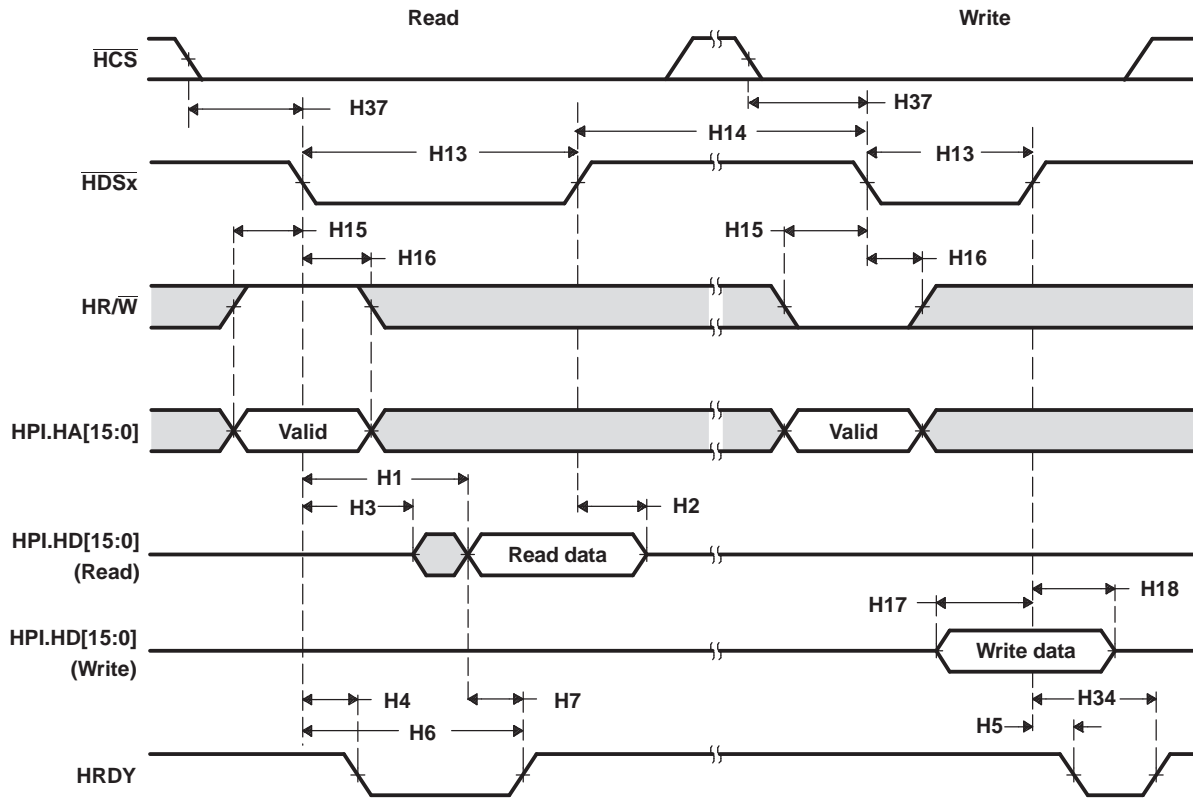 Read Write
HCS
H37 H37
H14
H13 H13
HDSx
H15 H15
H16 H16
HR/W
HPI.HA[15:0] Valid Valid
H1
H3 H2
HPI.HD[15:0]
(Read)
Read data
H17 H18
HPI.HD[15:0]
(Write)
Write data
H4 H7 H34
H6 H5
HRDY